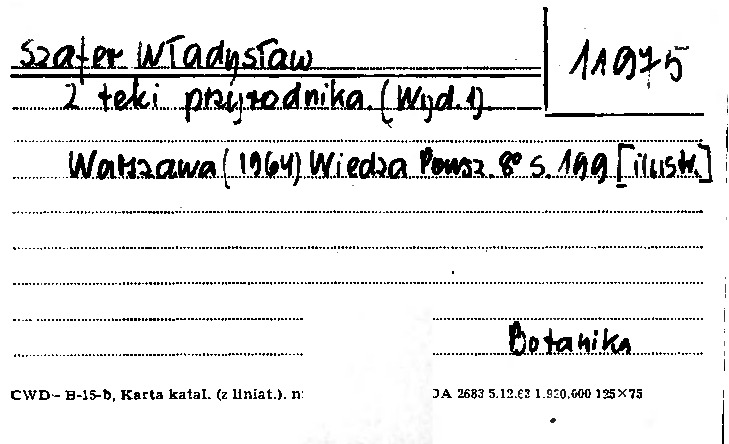 Szafer Władysław
11975
Z teki przyrodnika. (Wyd. 1).
Warszawa (1964) Wiedza Powsz. 8° s. 199 [ilustr.]
Botanika
CWD - B-15-b, Karta katal. (z liniat.). n: DA 2683 5.12.63 1.920.600 125×75